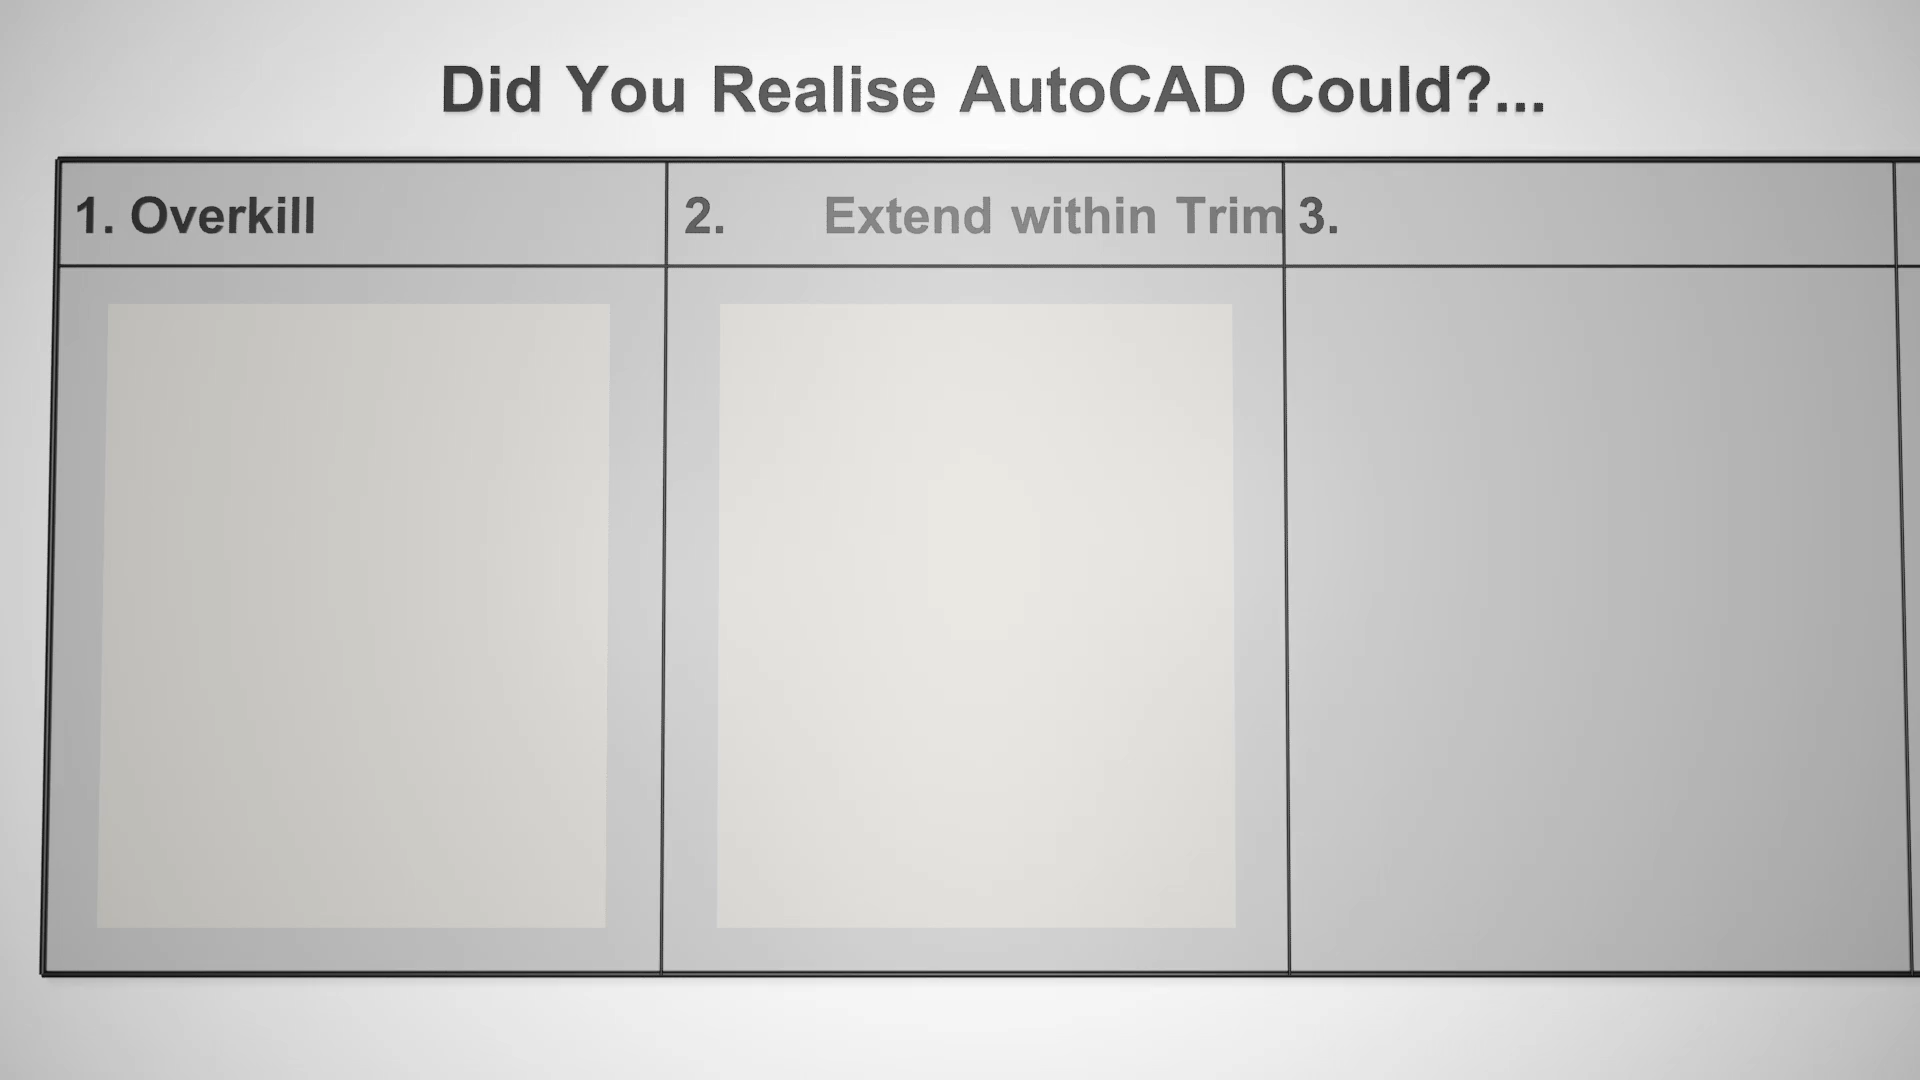 Did You Realise AutoCAD Could?...
1. Overkill
2. Extend within Trim
3.